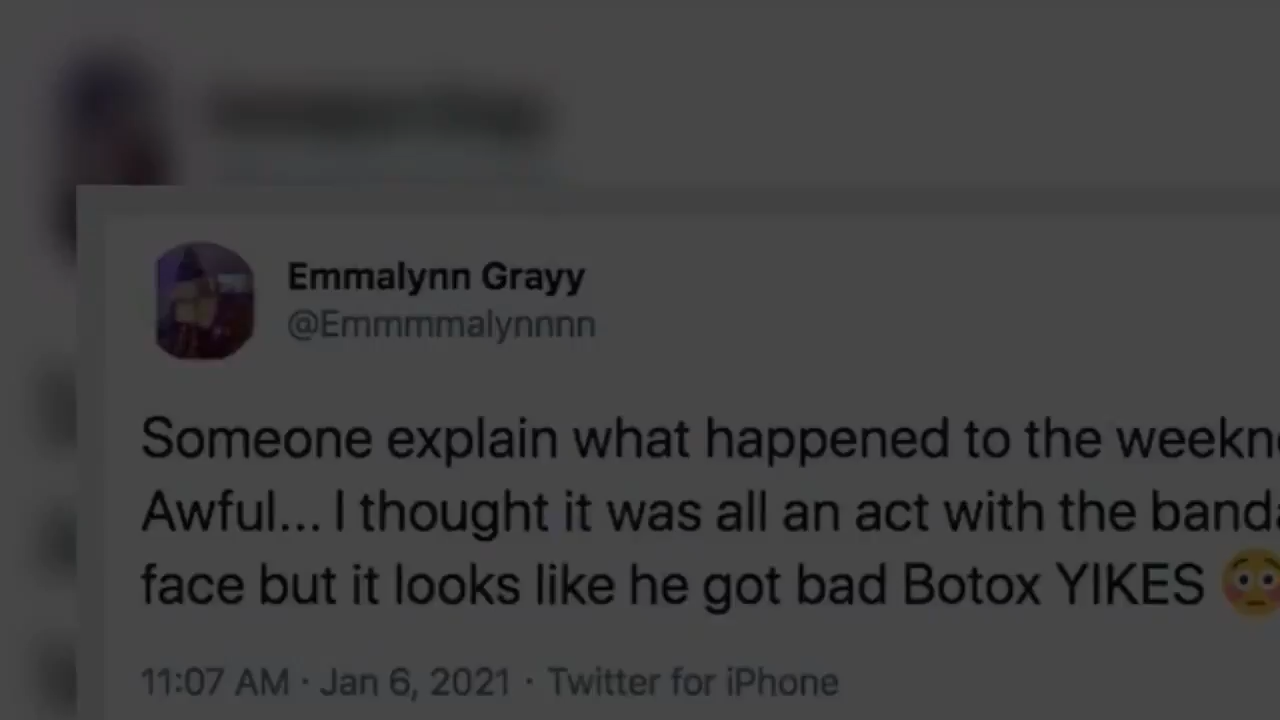 Emmalynn Grayy
@Emmmmalynnnn
Someone explain what happened to the weekn
Awful... I thought it was all an act with the banda
face but it looks like he got bad Botox YIKES 😳
11:07 AM · Jan 6, 2021 · Twitter for iPhone